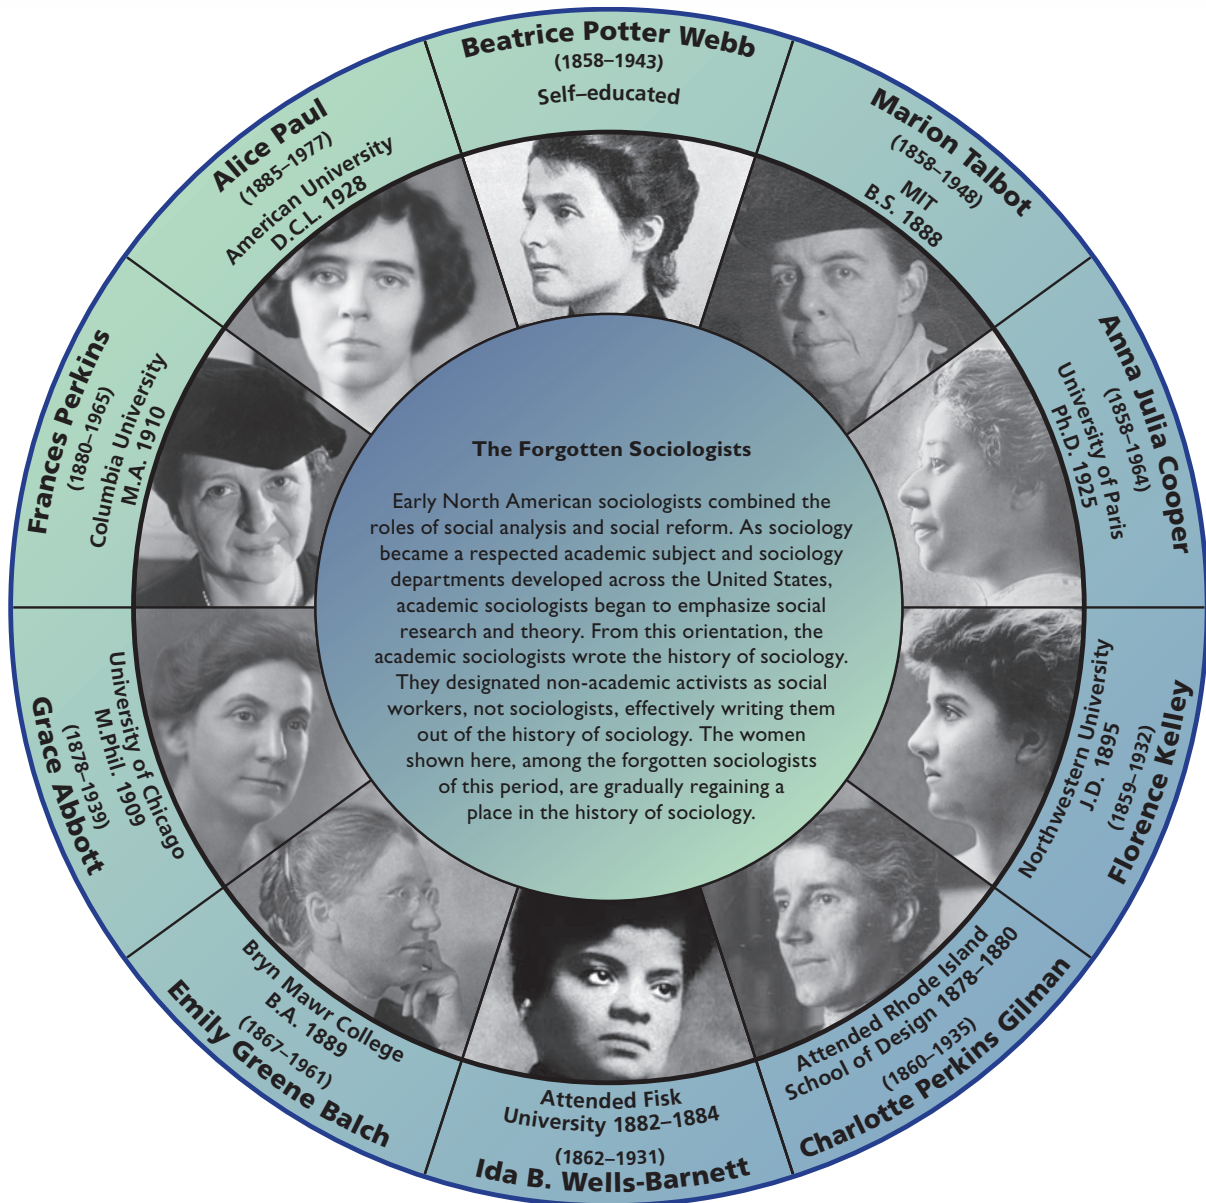 Beatrice Potter Webb
(1858–1943)
Self–educated
Marion Talbot
(1858–1948)
MIT
B.S. 1888
Anna Julia Cooper
(1858–1964)
University of Paris
Ph.D. 1925
Northwestern University
J.D. 1895
(1859–1932)
Florence Kelley
Attended Rhode Island
School of Design 1878–1880
(1860–1935)
Charlotte Perkins Gilman
Attended Fisk
University 1882–1884
(1862–1931)
Ida B. Wells-Barnett
Bryn Mawr College
B.A. 1889
(1867–1961)
Emily Greene Balch
University of Chicago
M.Phil. 1909
(1878–1939)
Grace Abbott
Frances Perkins
(1880–1965)
Columbia University
M.A. 1910
Alice Paul
(1885–1977)
American University
D.C.L. 1928
The Forgotten Sociologists
Early North American sociologists combined the
roles of social analysis and social reform. As sociology
became a respected academic subject and sociology
departments developed across the United States,
academic sociologists began to emphasize social
research and theory. From this orientation, the
academic sociologists wrote the history of sociology.
They designated non-academic activists as social
workers, not sociologists, effectively writing them
out of the history of sociology. The women
shown here, among the forgotten sociologists
of this period, are gradually regaining a
place in the history of sociology.